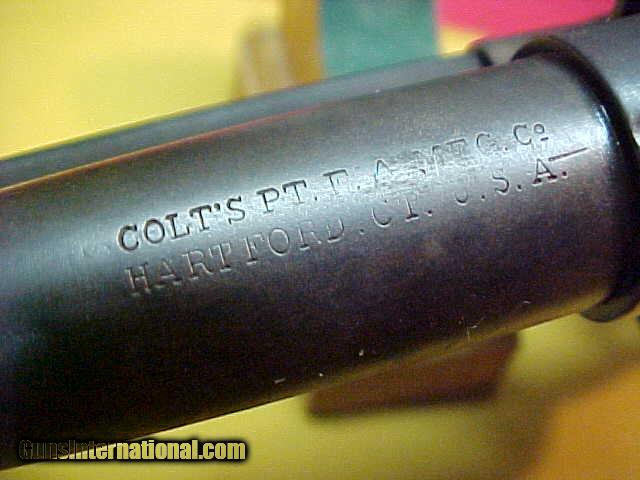 COLT'S PT. F. A. MFG. Co.
HARTFORD. CT. U.S.A.
GunsInternational.com